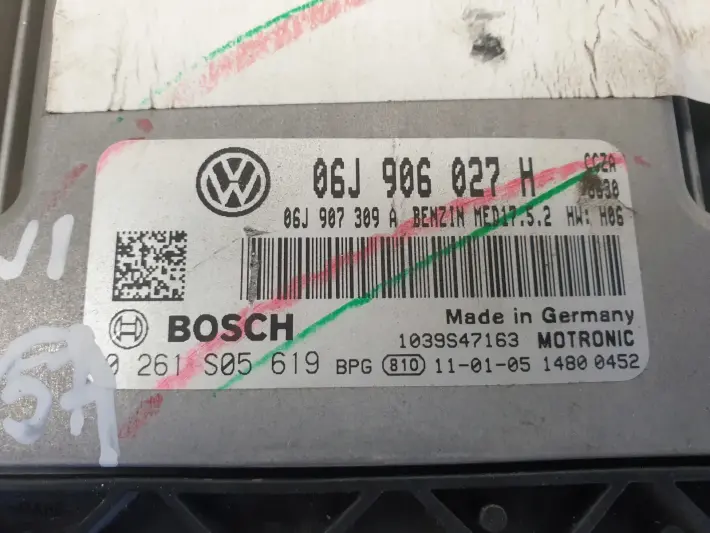 06J 906 027 H CCZA
06J 907 309 A BENZIN MED17.5.2 HW: H06
BOSCH
Made in Germany
1039S47163 MOTRONIC
0 261 S05 619 BPG 810 11-01-05 1480 0452